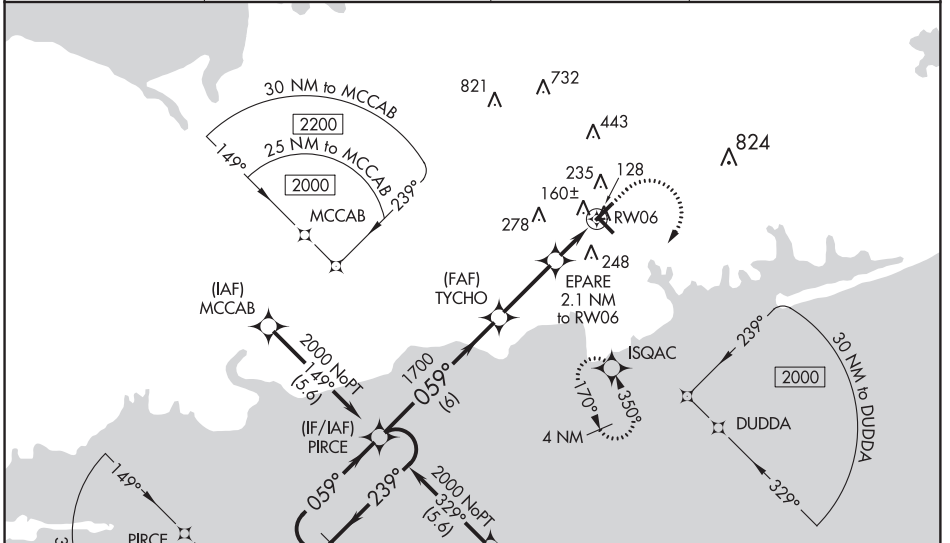 821
732
30 NM to MCCAB
2200
443
824
149°
25 NM to MCCAB
2000
239°
235
128
160±
MCCAB
278
RW06
(IAF)
MCCAB
(FAF)
TYCHO
248
EPARE
2.1 NM
to RW06
2000 NoPT
149°
(5.6)
1700
059°
(6)
ISQAC
170°
350°
4 NM
239°
30 NM to DUDDA
2000
DUDDA
329°
(IF/IAF)
PIRCE
059°
239°
2000 NoPT
329°
(5.6)
149°
PIRCE